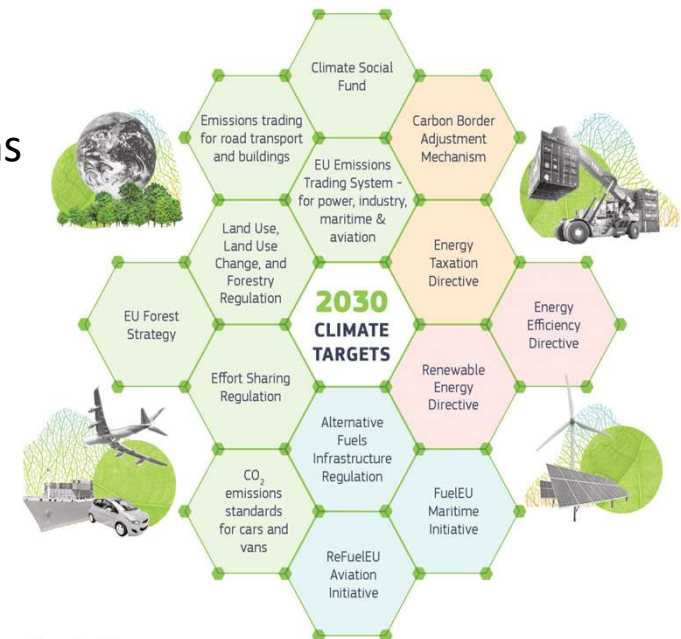 Climate Social
Fund
Emissions trading
for road transport
and buildings
Carbon Border
Adjustment
Mechanism
EU Emissions
Trading System -
for power, industry,
maritime &
aviation
Land Use,
Land Use
Change, and
Forestry
Regulation
Energy
Taxation
Directive
EU Forest
Strategy
2030
CLIMATE
TARGETS
Energy
Efficiency
Directive
Effort Sharing
Regulation
Renewable
Energy
Directive
Alternative
Fuels
Infrastructure
Regulation
CO₂
emissions
standards
for cars and
vans
FuelEU
Maritime
Initiative
ReFuelEU
Aviation
Initiative